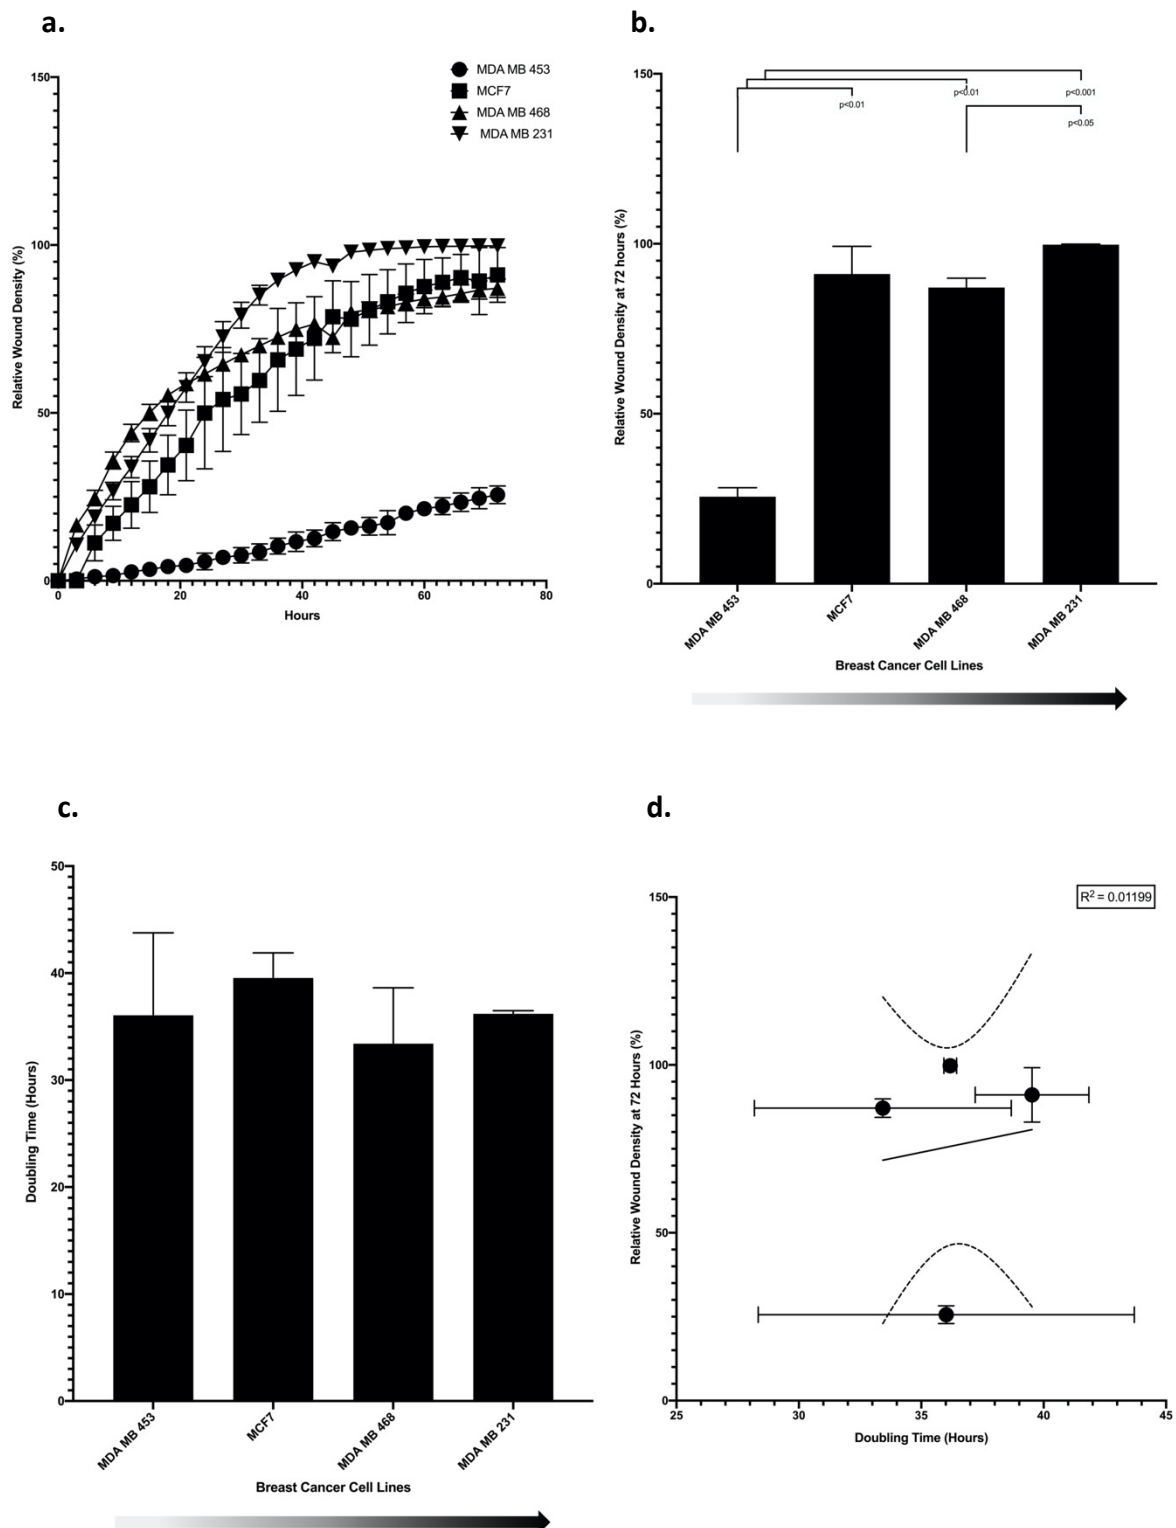 a.
MDA MB 453
MCF7
MDA MB 468
MDA MB 231
150
100
50
0
0 20 40 60 80
Relative Wound Density (%)
Hours
b.
150
100
50
0
Relative Wound Density at 72 hours (%)
p<0.01
p<0.01
p<0.001
p<0.05
MDA MB 453
MCF7
MDA MB 468
MDA MB 231
Breast Cancer Cell Lines
c.
50
40
30
20
10
0
Doubling Time (Hours)
MDA MB 453
MCF7
MDA MB 468
MDA MB 231
Breast Cancer Cell Lines
d.
R² = 0.01199
150
100
50
0
25 30 35 40 45
Relative Wound Density at 72 Hours (%)
Doubling Time (Hours)